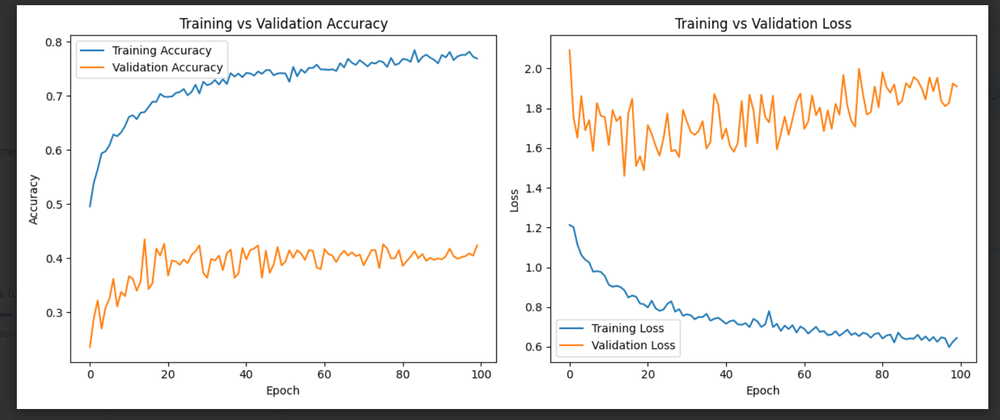 Training vs Validation Accuracy
Training Accuracy
Validation Accuracy
0.8
0.7
0.6
0.5
0.4
0.3
Accuracy
0 20 40 60 80 100
Epoch
Training vs Validation Loss
2.0
1.8
1.6
1.4
1.2
1.0
0.8
0.6
Loss
Training Loss
Validation Loss
0 20 40 60 80 100
Epoch
me
% fu
sed